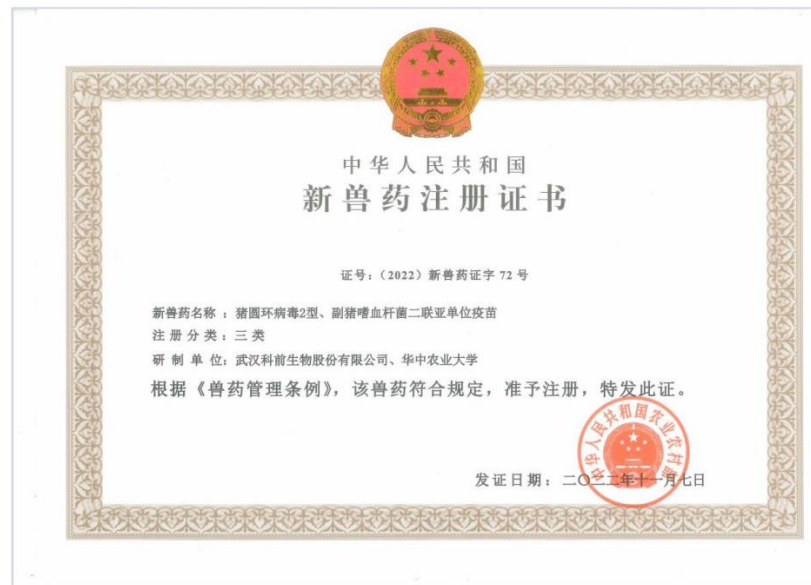 中华人民共和国
新兽药注册证书
证号：（2022）新兽药证字 72 号
新兽药名称 ：猪圆环病毒2型、副猪嗜血杆菌二联亚单位疫苗
注 册 分 类 ：三类
研 制 单 位：武汉科前生物股份有限公司、华中农业大学
根据《兽药管理条例》，该兽药符合规定，准予注册，特发此证。
中华人民共和国农业农村部
发证日期：二〇二二年十一月七日